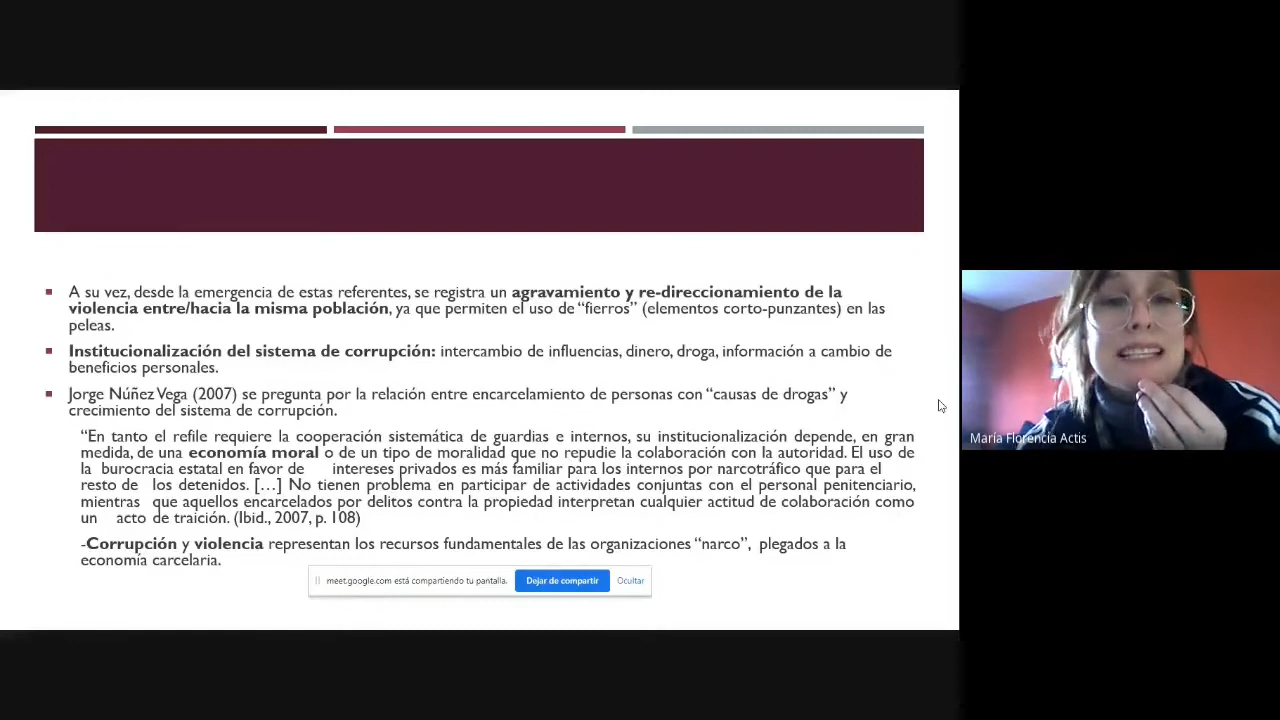 A su vez, desde la emergencia de estas referentes, se registra un agravamiento y re-direccionamiento de la
violencia entre/hacia la misma población, ya que permiten el uso de “fierros” (elementos corto-punzantes) en las
peleas.
Institucionalización del sistema de corrupción: intercambio de influencias, dinero, droga, información a cambio de
beneficios personales.
Jorge Núñez Vega (2007) se pregunta por la relación entre encarcelamiento de personas con “causas de drogas” y
crecimiento del sistema de corrupción.
“En tanto el refile requiere la cooperación sistemática de guardias e internos, su institucionalización depende, en gran
medida, de una economía moral o de un tipo de moralidad que no repudie la colaboración con la autoridad. El uso de
la burocracia estatal en favor de intereses privados es más familiar para los internos por narcotráfico que para el
resto de los detenidos. […] No tienen problema en participar de actividades conjuntas con el personal penitenciario,
mientras que aquellos encarcelados por delitos contra la propiedad interpretan cualquier actitud de colaboración como
un acto de traición. (Ibid., 2007, p. 108)
-Corrupción y violencia representan los recursos fundamentales de las organizaciones “narco”, plegados a la
economía carcelaria.
meet.google.com está compartiendo tu pantalla. Dejar de compartir Ocultar
María Florencia Actis